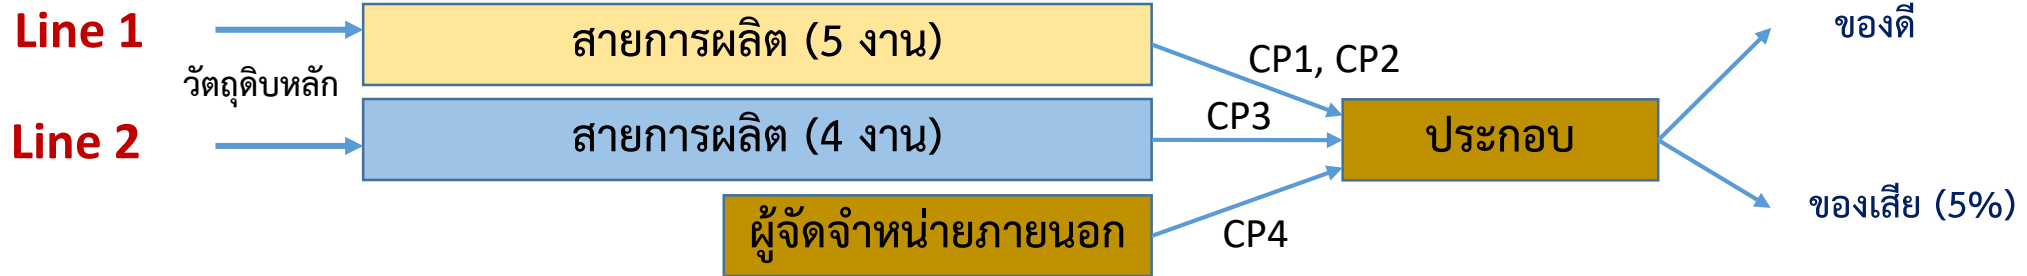 Line 1
สายการผลิต (5 งาน)
ของดี
CP1, CP2
วัตถุดิบหลัก
CP3
Line 2
สายการผลิต (4 งาน)
ประกอบ
ของเสีย (5%)
ผู้จัดจำหน่ายภายนอก
CP4